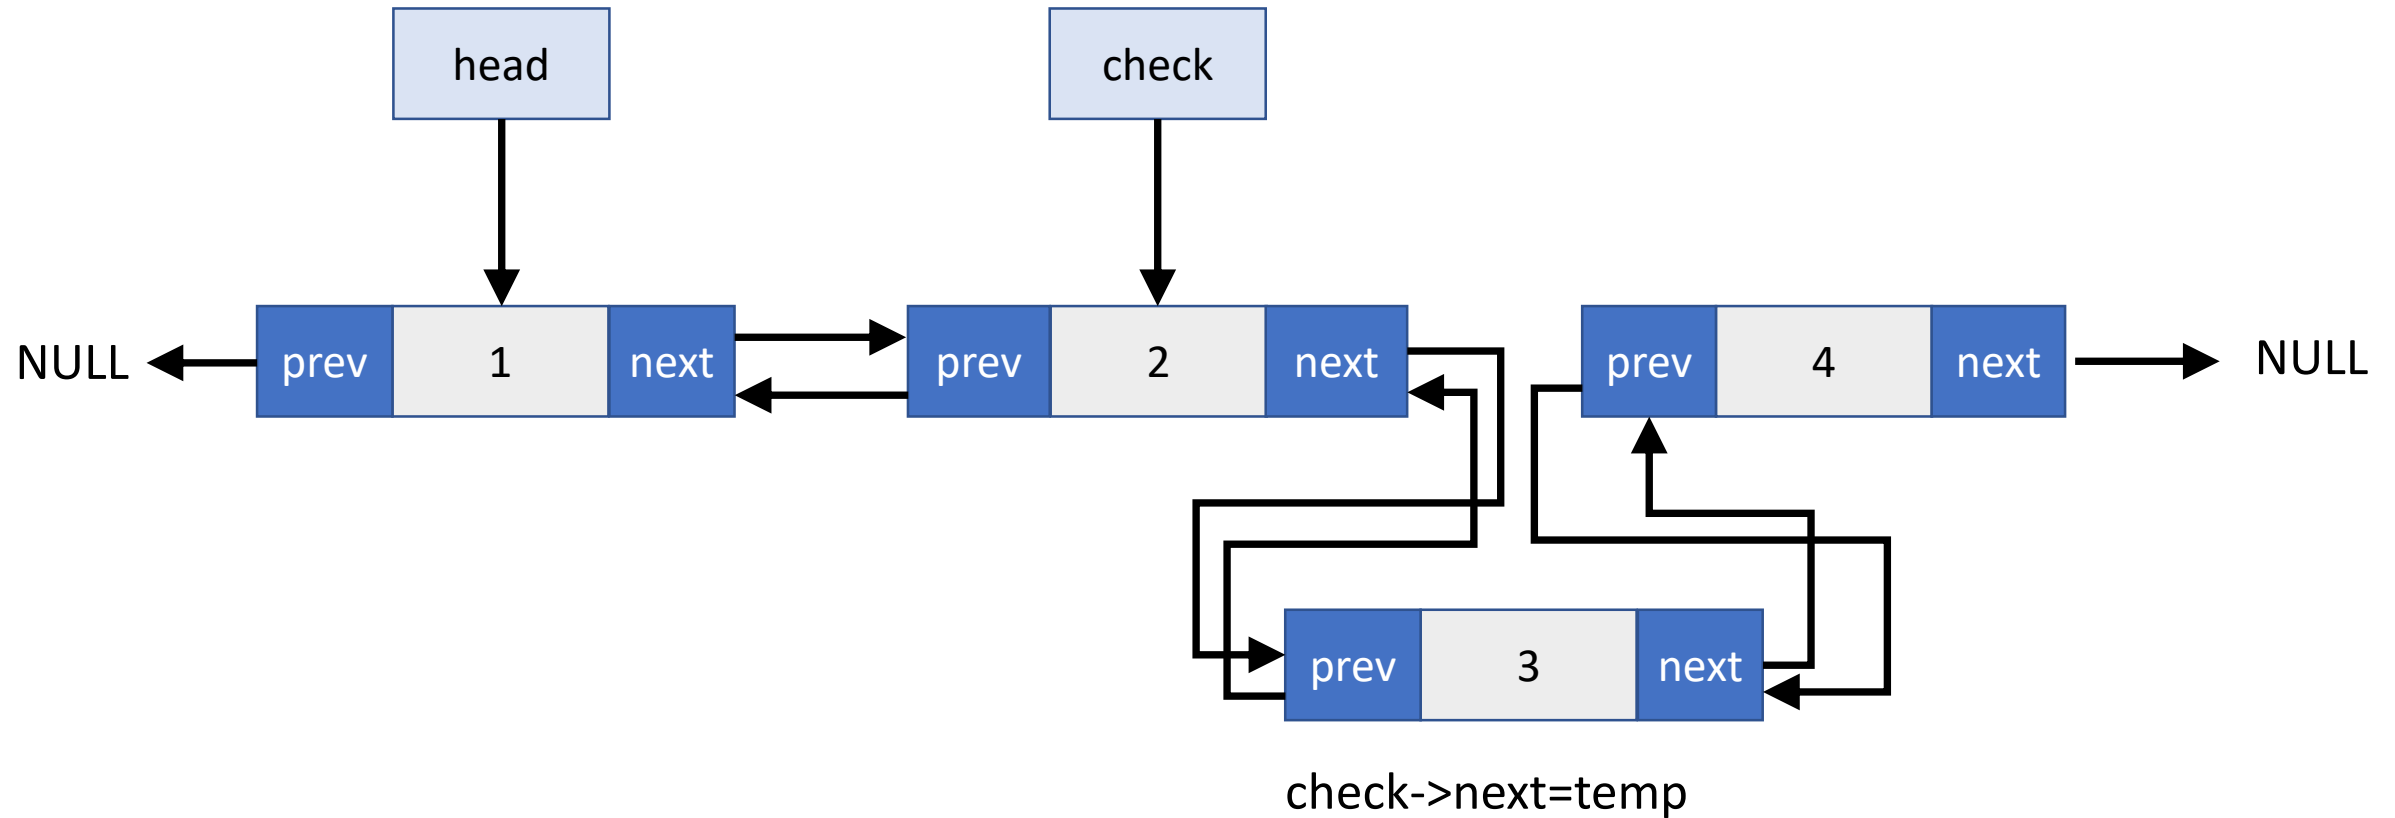 head
check
NULL
prev
1
next
prev
2
next
prev
4
next
NULL
prev
3
next
check->next=temp